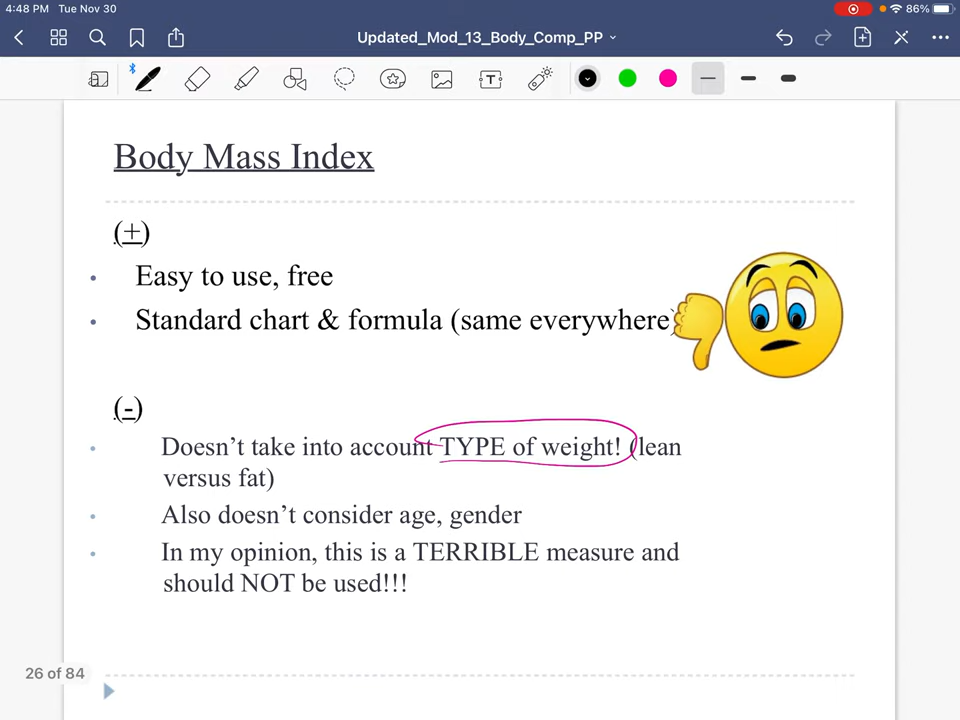 4:48 PM Tue Nov 30
86%
Updated_Mod_13_Body_Comp_PP
Body Mass Index
(+)
• Easy to use, free
• Standard chart & formula (same everywhere)
(-)
• Doesn't take into account TYPE of weight! (lean
versus fat)
• Also doesn't consider age, gender
• In my opinion, this is a TERRIBLE measure and
should NOT be used!!!
26 of 84